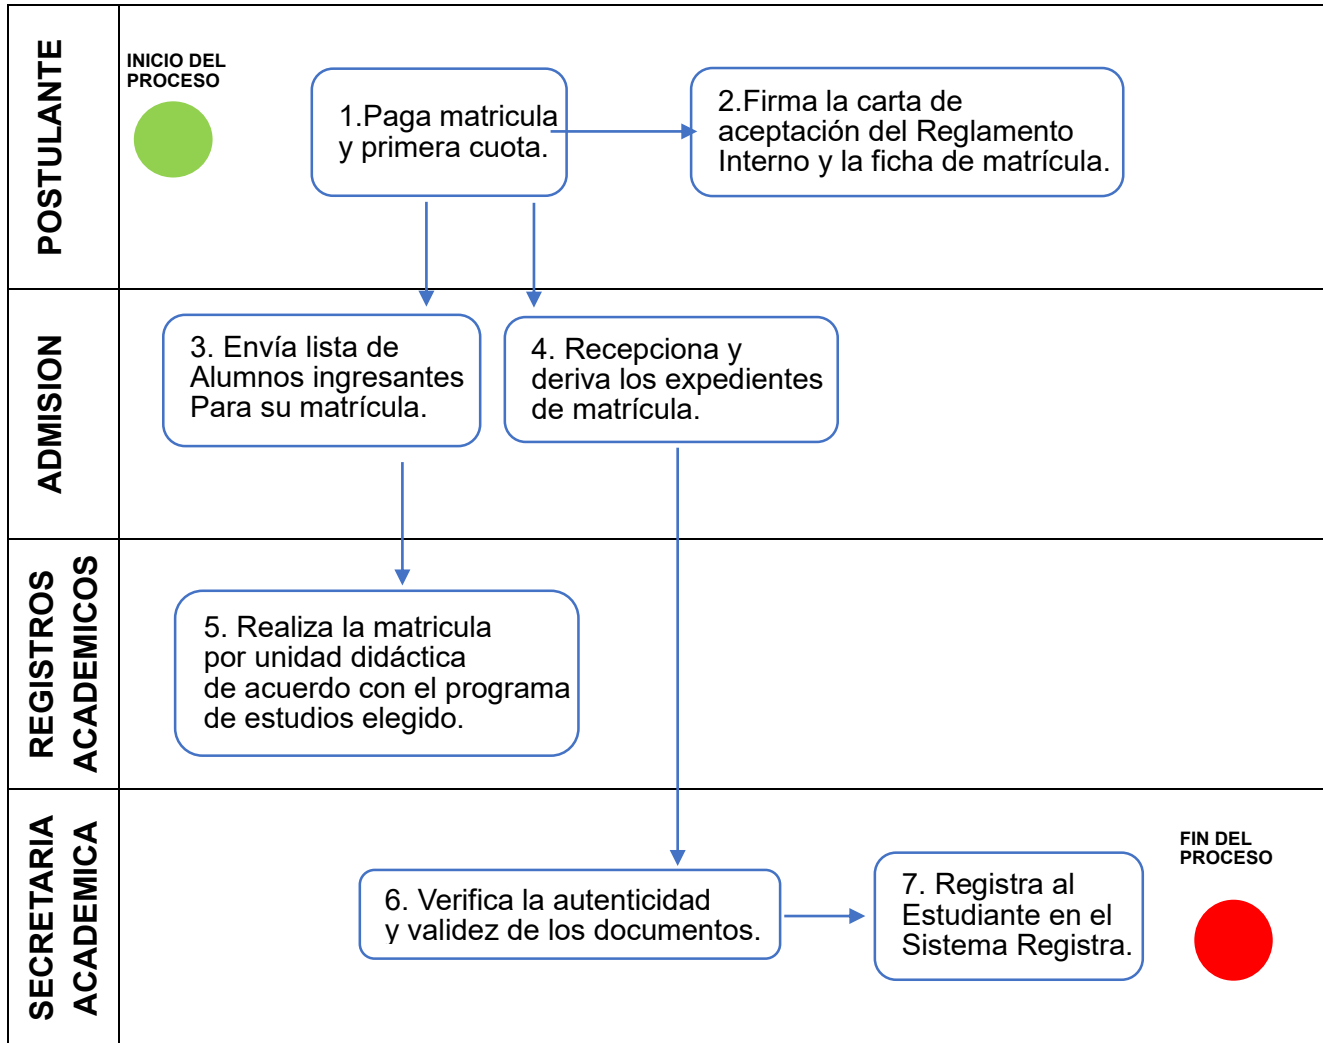 POSTULANTE
INICIO DEL
PROCESO
1.Paga matricula
y primera cuota.
2.Firma la carta de
aceptación del Reglamento
Interno y la ficha de matrícula.
ADMISION
3. Envía lista de
Alumnos ingresantes
Para su matrícula.
4. Recepciona y
deriva los expedientes
de matrícula.
REGISTROS
ACADEMICOS
5. Realiza la matricula
por unidad didáctica
de acuerdo con el programa
de estudios elegido.
SECRETARIA
ACADEMICA
6. Verifica la autenticidad
y validez de los documentos.
7. Registra al
Estudiante en el
Sistema Registra.
FIN DEL
PROCESO